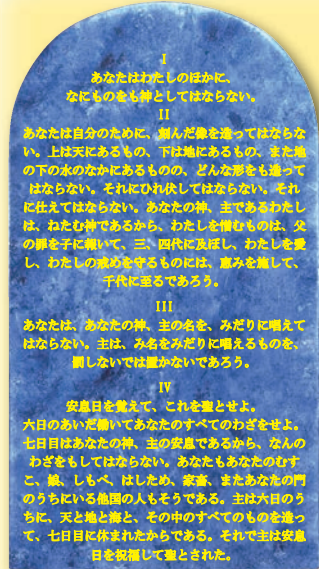 I
あなたはわたしのほかに、
なにものをも神としてはならない。
II
あなたは自分のために、刻んだ像を造ってはならな
い。上は天にあるもの、下は地にあるもの、また地
の下の水のなかにあるものの、どんな形をも造って
はならない。それにひれ伏してはならない。それ
に仕えてはならない。あなたの神、主であるわたし
は、ねたむ神であるから、わたしを憎むものは、父
の罪を子に報いて、三、四代に及ぼし、わたしを愛
し、わたしの戒めを守るものには、恵みを施して、
千代に至るであろう。
III
あなたは、あなたの神、主の名を、みだりに唱えて
はならない。主は、み名をみだりに唱えるものを、
罰しないでは置かないであろう。
IV
安息日を覚えて、これを聖とせよ。
六日のあいだ働いてあなたのすべてのわざをせよ。
七日目はあなたの神、主の安息であるから、なんの
わざをもしてはならない。あなたもあなたのむす
こ、娘、しもべ、はしため、家畜、またあなたの門
のうちにいる他国の人もそうである。主は六日のう
ちに、天と地と海と、その中のすべてのものを造っ
て、七日目に休まれたからである。それで主は安息
日を祝福して聖とされた。